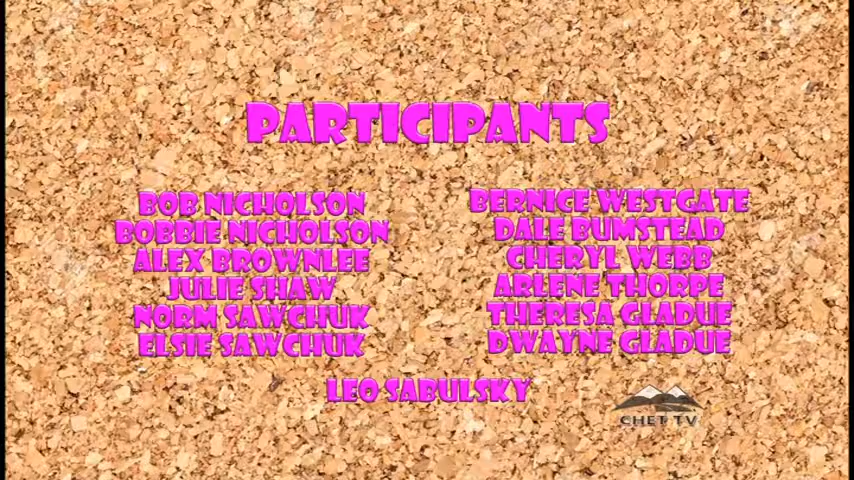 PARTICIPANTS
BOB NICHOLSON
BOBBIE NICHOLSON
ALEX BROWNLEE
JULIE SHAW
NORM SAWCHUK
ELSIE SAWCHUK
BERNICE WESTGATE
DALE BUMSTEAD
CHERYL WEBB
ARLENE THORPE
THERESA GLADUE
DWAYNE GLADUE
LEO SABULSKY
CHET TV